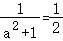 1/(a²+1) = 1/2